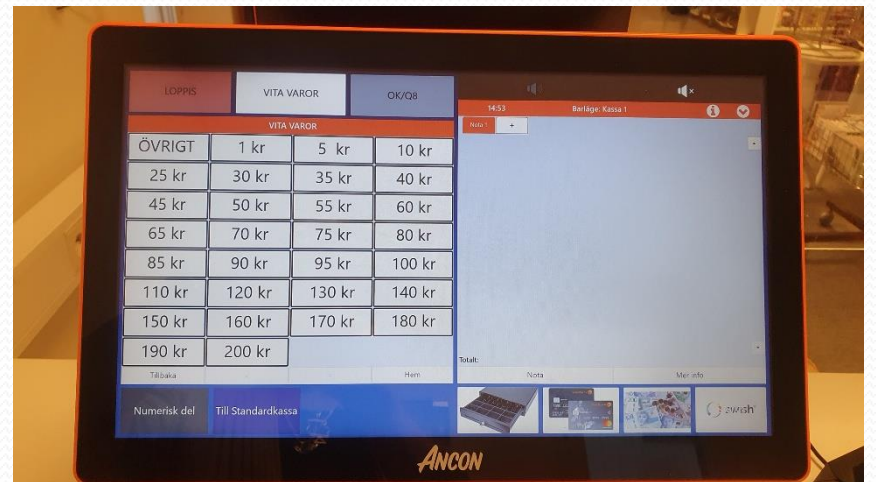 LOPPIS
VITA VAROR
OK/Q8
VITA VAROR
ÖVRIGT 1 kr 5 kr 10 kr
25 kr 30 kr 35 kr 40 kr
45 kr 50 kr 55 kr 60 kr
65 kr 70 kr 75 kr 80 kr
85 kr 90 kr 95 kr 100 kr
110 kr 120 kr 130 kr 140 kr
150 kr 160 kr 170 kr 180 kr
190 kr 200 kr
Tillbaka Hem
Numerisk del Till Standardkassa
14:53 Barläge: Kassa 1
Nota 1 +
Totalt:
Nota Mer info
swish
ANCON